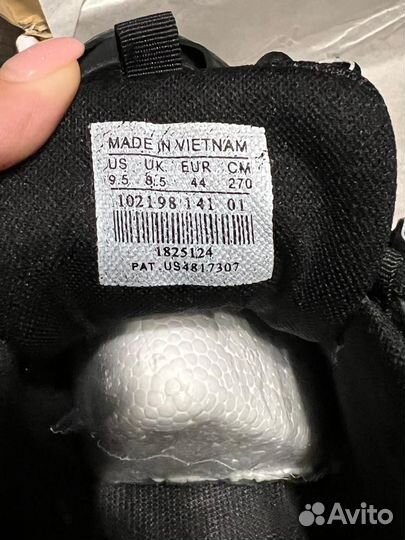 MADE IN VIETNAM
US UK EUR CM
9.5 8.5 44 270
102198 141 01
1825124
PAT.US4817307
Avito